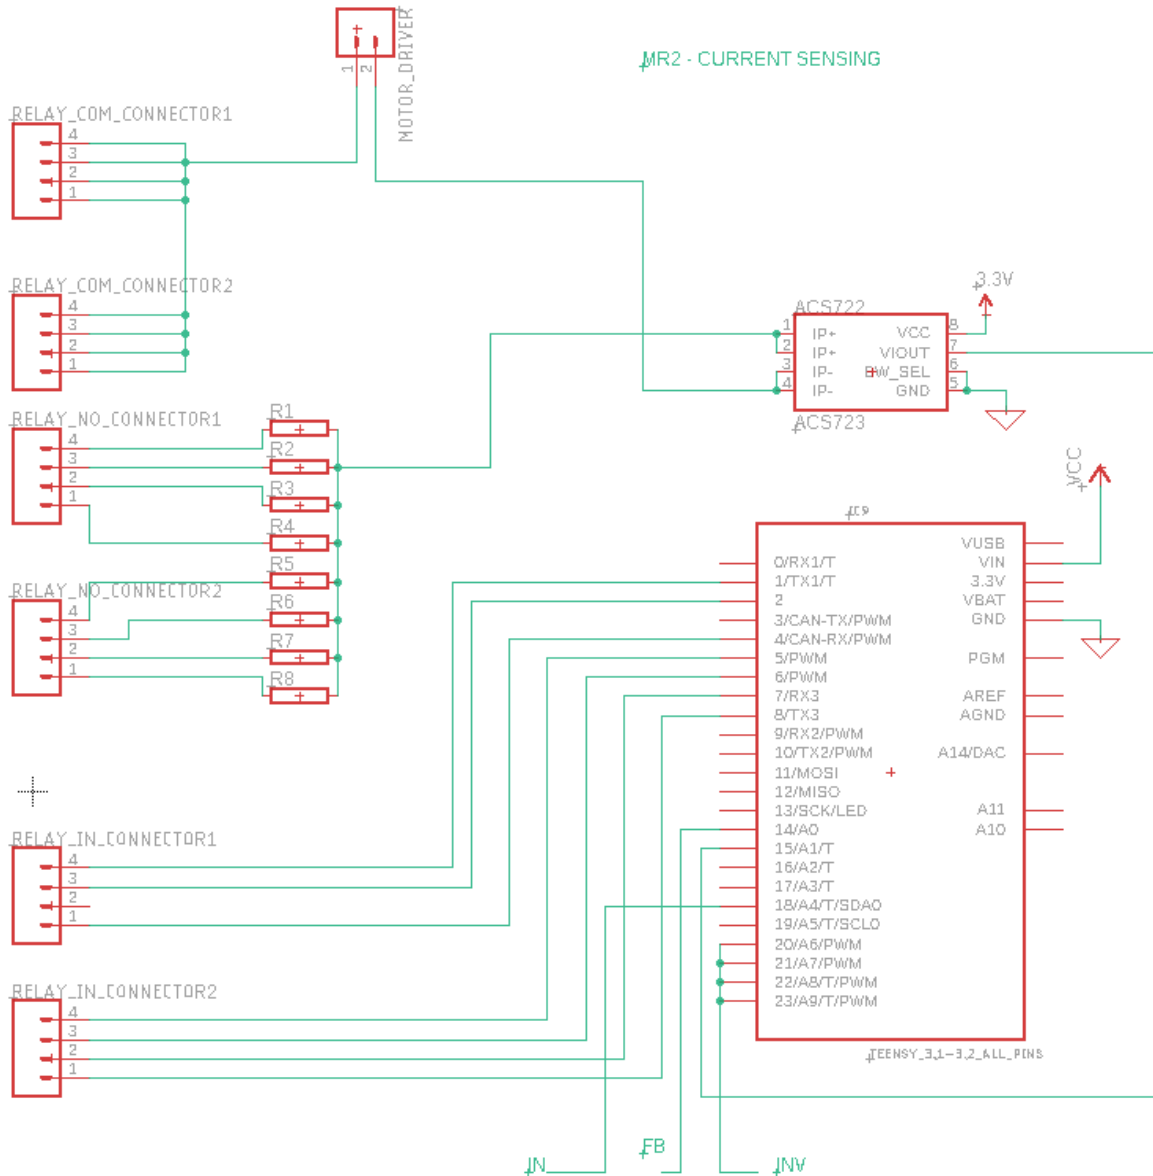 MOTOR_DRIVER
1
2
MR2 - CURRENT SENSING
RELAY_COM_CONNECTOR1
4
3
2
1
RELAY_COM_CONNECTOR2
4
3
2
1
3.3V
ACS722
1 IP+ VCC 8
2 IP+ VIOUT 7
3 IP- BW_SEL 6
4 IP- GND 5
ACS723
RELAY_NO_CONNECTOR1
4
3
2
1
R1
R2
R3
R4
R5
R6
R7
R8
RELAY_NO_CONNECTOR2
4
3
2
1
VCC
IC9
0/RX1/T
1/TX1/T
2
3/CAN-TX/PWM
4/CAN-RX/PWM
5/PWM
6/PWM
7/RX3
8/TX3
9/RX2/PWM
10/TX2/PWM
11/MOSI
12/MISO
13/SCK/LED
14/A0
15/A1/T
16/A2/T
17/A3/T
18/A4/T/SDA0
19/A5/T/SCL0
20/A6/PWM
21/A7/PWM
22/A8/T/PWM
23/A9/T/PWM
VUSB
VIN
3.3V
VBAT
GND
PGM
AREF
AGND
A14/DAC
A11
A10
TEENSY_3.1-3.2_ALL_PINS
RELAY_IN_CONNECTOR1
4
3
2
1
RELAY_IN_CONNECTOR2
4
3
2
1
IN
FB
INV